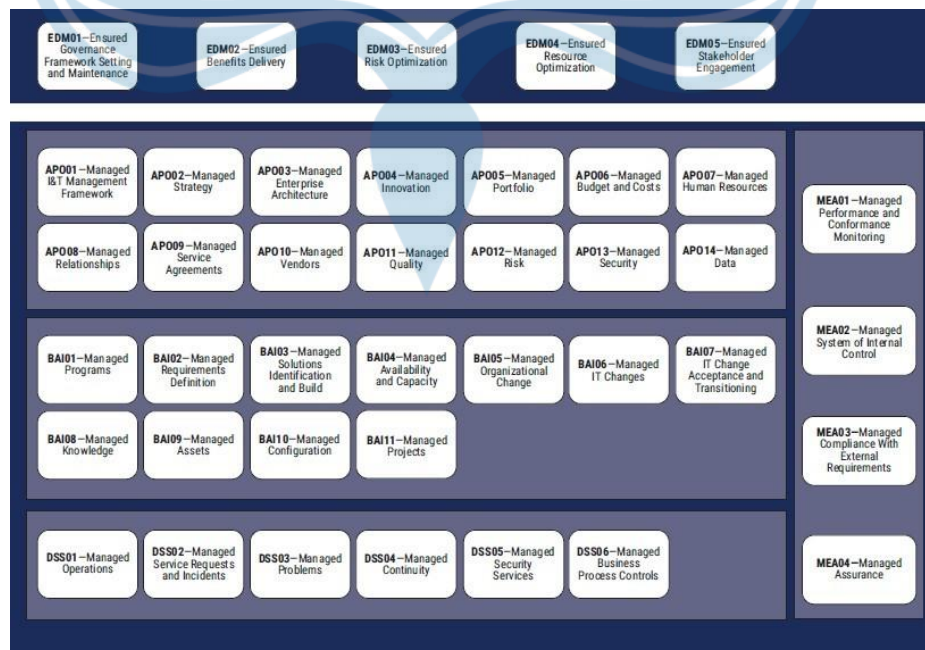 EDM01—Ensured
Governance
Framework Setting
and Maintenance
EDM02—Ensured
Benefits Delivery
EDM03—Ensured
Risk Optimization
EDM04—Ensured
Resource
Optimization
EDM05—Ensured
Stakeholder
Engagement
APO01—Managed
I&T Management
Framework
APO02—Managed
Strategy
APO03—Managed
Enterprise
Architecture
APO04—Managed
Innovation
APO05—Managed
Portfolio
APO06—Managed
Budget and Costs
APO07—Managed
Human Resources
APO08—Managed
Relationships
APO09—Managed
Service
Agreements
APO10—Managed
Vendors
APO11—Managed
Quality
APO12—Managed
Risk
APO13—Managed
Security
APO14—Managed
Data
BAI01—Managed
Programs
BAI02—Managed
Requirements
Definition
BAI03—Managed
Solutions
Identification
and Build
BAI04—Managed
Availability
and Capacity
BAI05—Managed
Organizational
Change
BAI06—Managed
IT Changes
BAI07—Managed
IT Change
Acceptance and
Transitioning
BAI08—Managed
Knowledge
BAI09—Managed
Assets
BAI10—Managed
Configuration
BAI11—Managed
Projects
DSS01—Managed
Operations
DSS02—Managed
Service Requests
and Incidents
DSS03—Managed
Problems
DSS04—Managed
Continuity
DSS05—Managed
Security
Services
DSS06—Managed
Business
Process Controls
MEA01—Managed
Performance and
Conformance
Monitoring
MEA02—Managed
System of Internal
Control
MEA03—Managed
Compliance With
External
Requirements
MEA04—Managed
Assurance